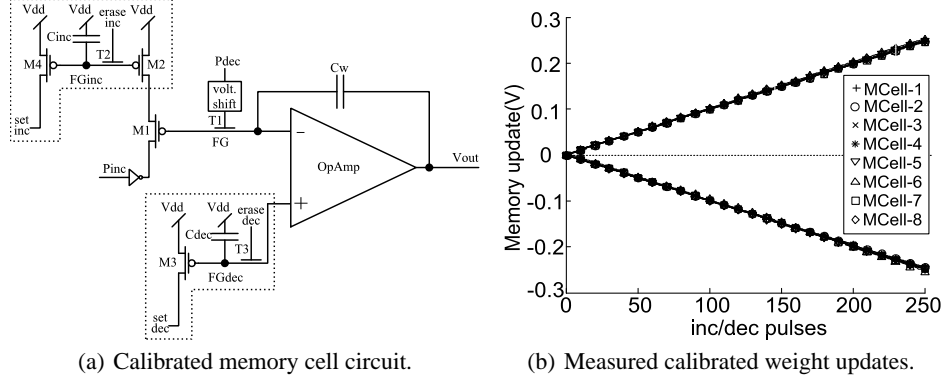 Vdd
Vdd
erase
inc
Vdd
Cinc
T2
M4
FGinc
M2
set
inc
Pdec
volt.
shift
T1
Cw
M1
FG
−
OpAmp
+
Vout
Pinc
Vdd
Vdd
erase
dec
Cdec
T3
M3
FGdec
set
dec
(a) Calibrated memory cell circuit.
Memory update(V)
0.3
0.2
0.1
0
-0.1
-0.2
-0.3
0
50
100
150
200
250
inc/dec pulses
MCell-1
MCell-2
MCell-3
MCell-4
MCell-5
MCell-6
MCell-7
MCell-8
(b) Measured calibrated weight updates.